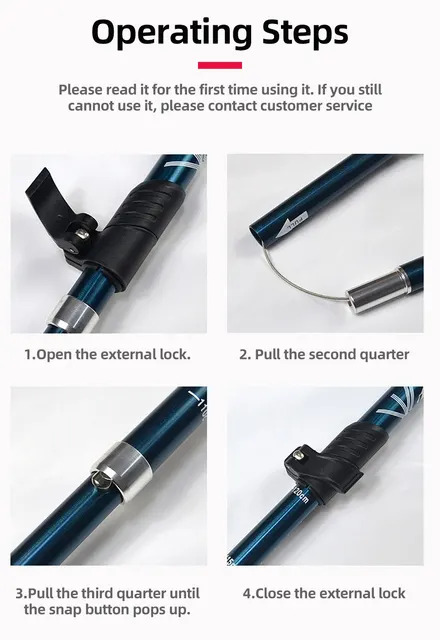 Operating Steps
Please read it for the first time using it. If you still
cannot use it, please contact customer service
1.Open the external lock.
2. Pull the second quarter
110
120cm
3.Pull the third quarter until
the snap button pops up.
4.Close the external lock